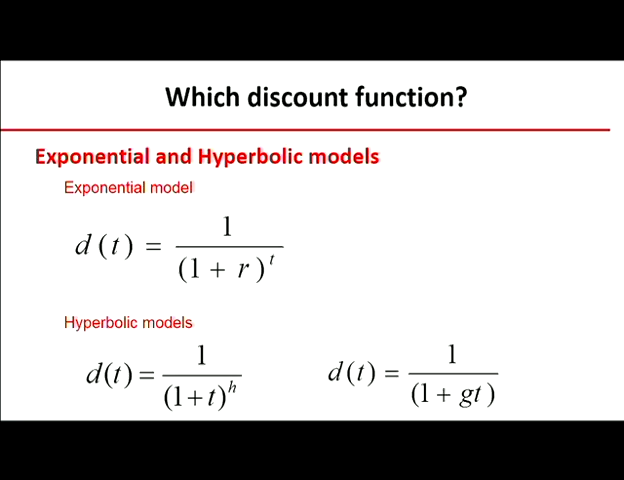 Which discount function?
Exponential and Hyperbolic models
Exponential model
d(t) = 1/(1 + r)^t
Hyperbolic models
d(t) = 1/(1+t)^h
d(t) = 1/(1 + gt)